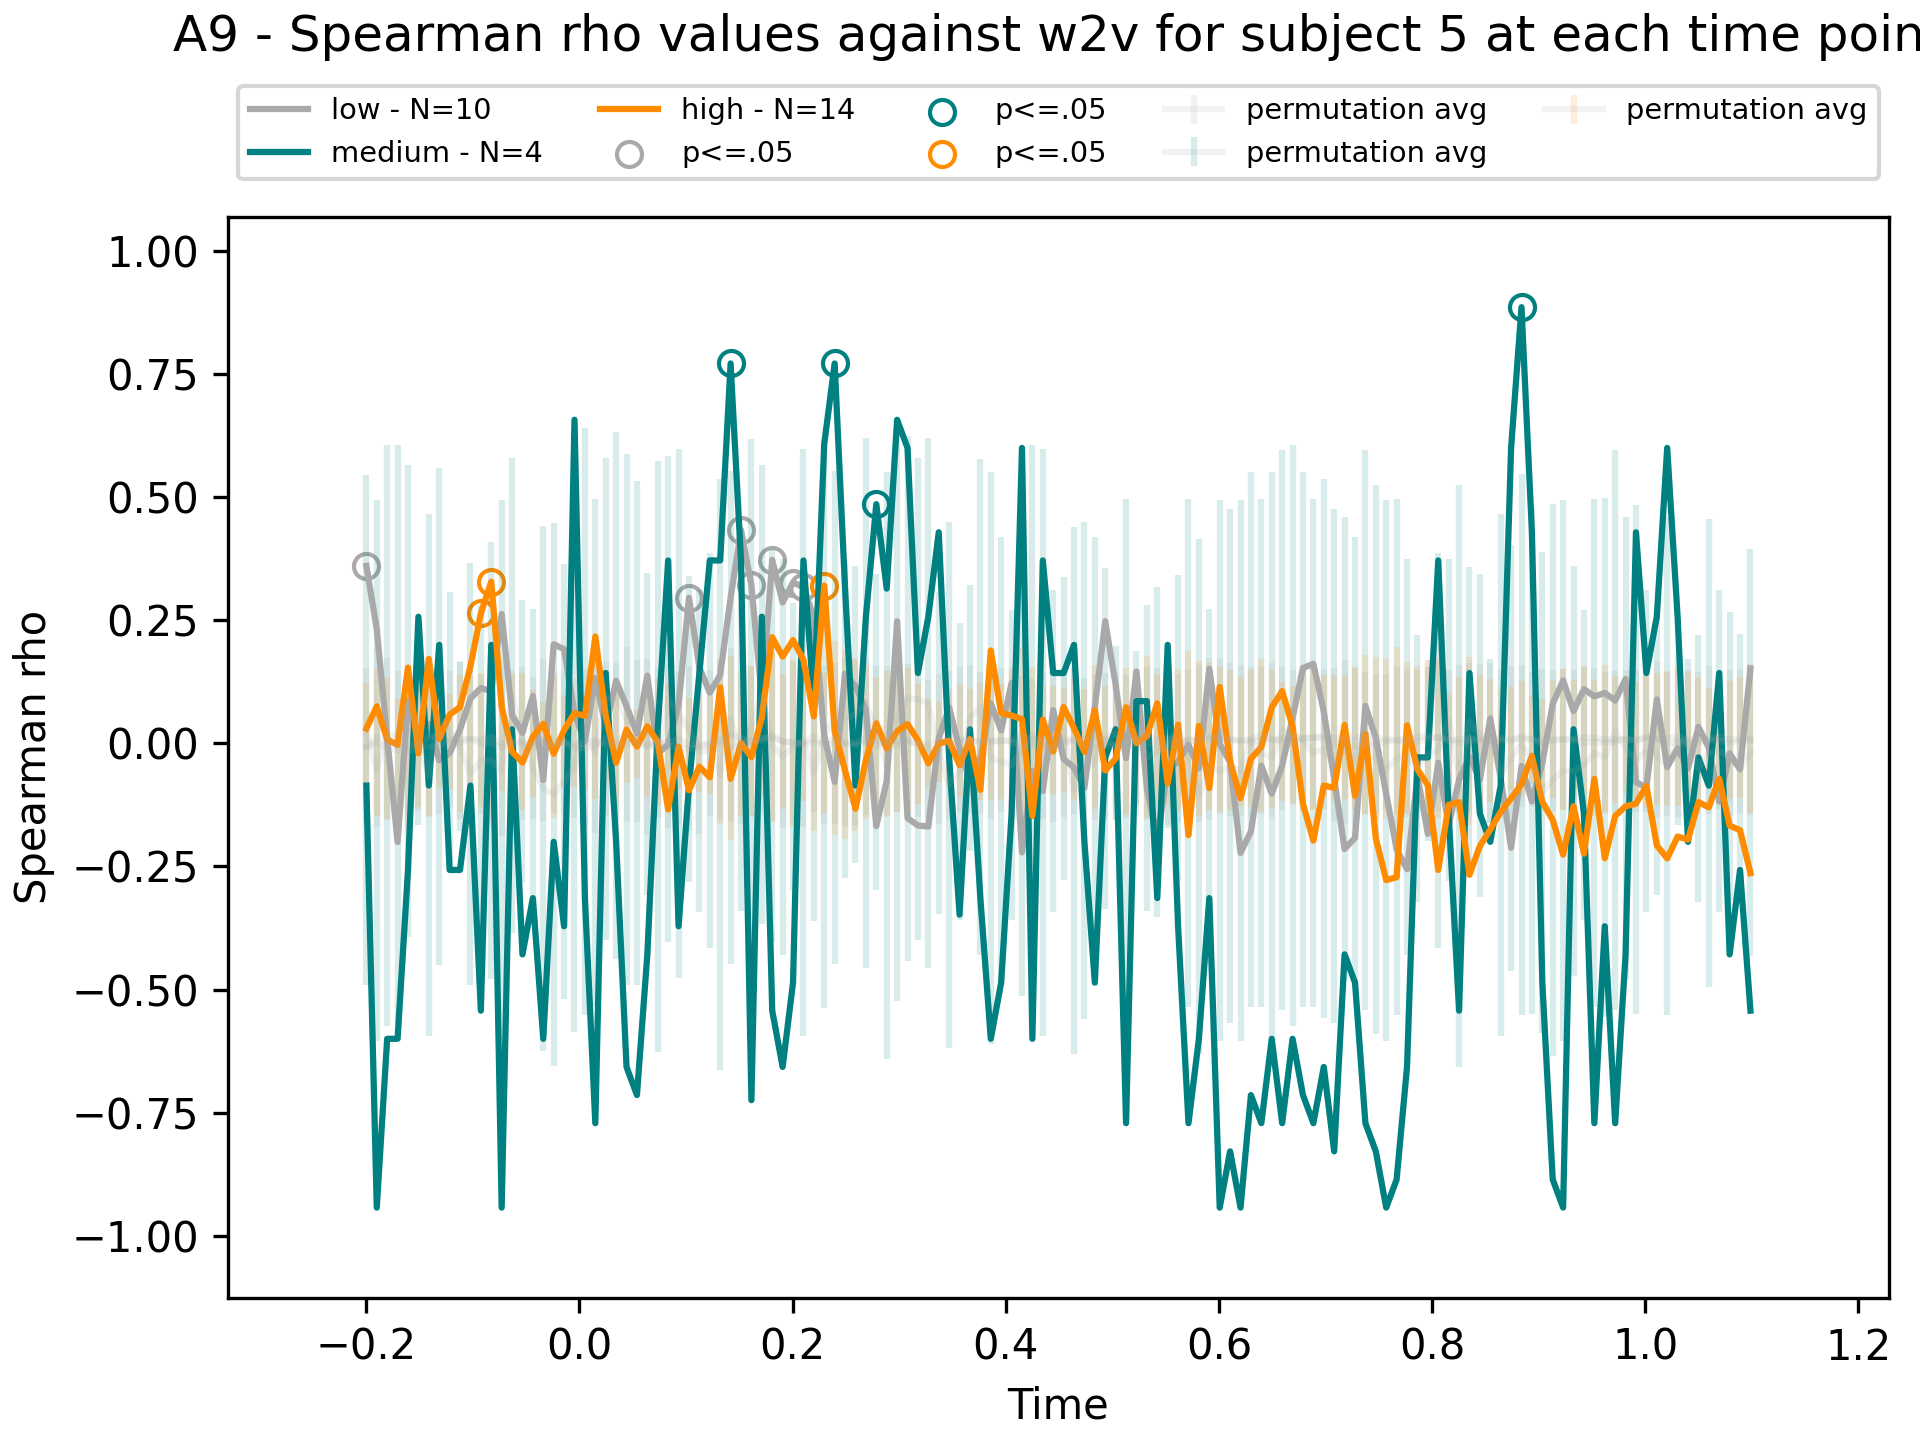 A9 - Spearman rho values against w2v for subject 5 at each time poin
low - N=10
medium - N=4
high - N=14
p<=.05
p<=.05
p<=.05
permutation avg
permutation avg
permutation avg
1.00
0.75
0.50
0.25
0.00
−0.25
−0.50
−0.75
−1.00
Spearman rho
−0.2 0.0 0.2 0.4 0.6 0.8 1.0 1.2
Time